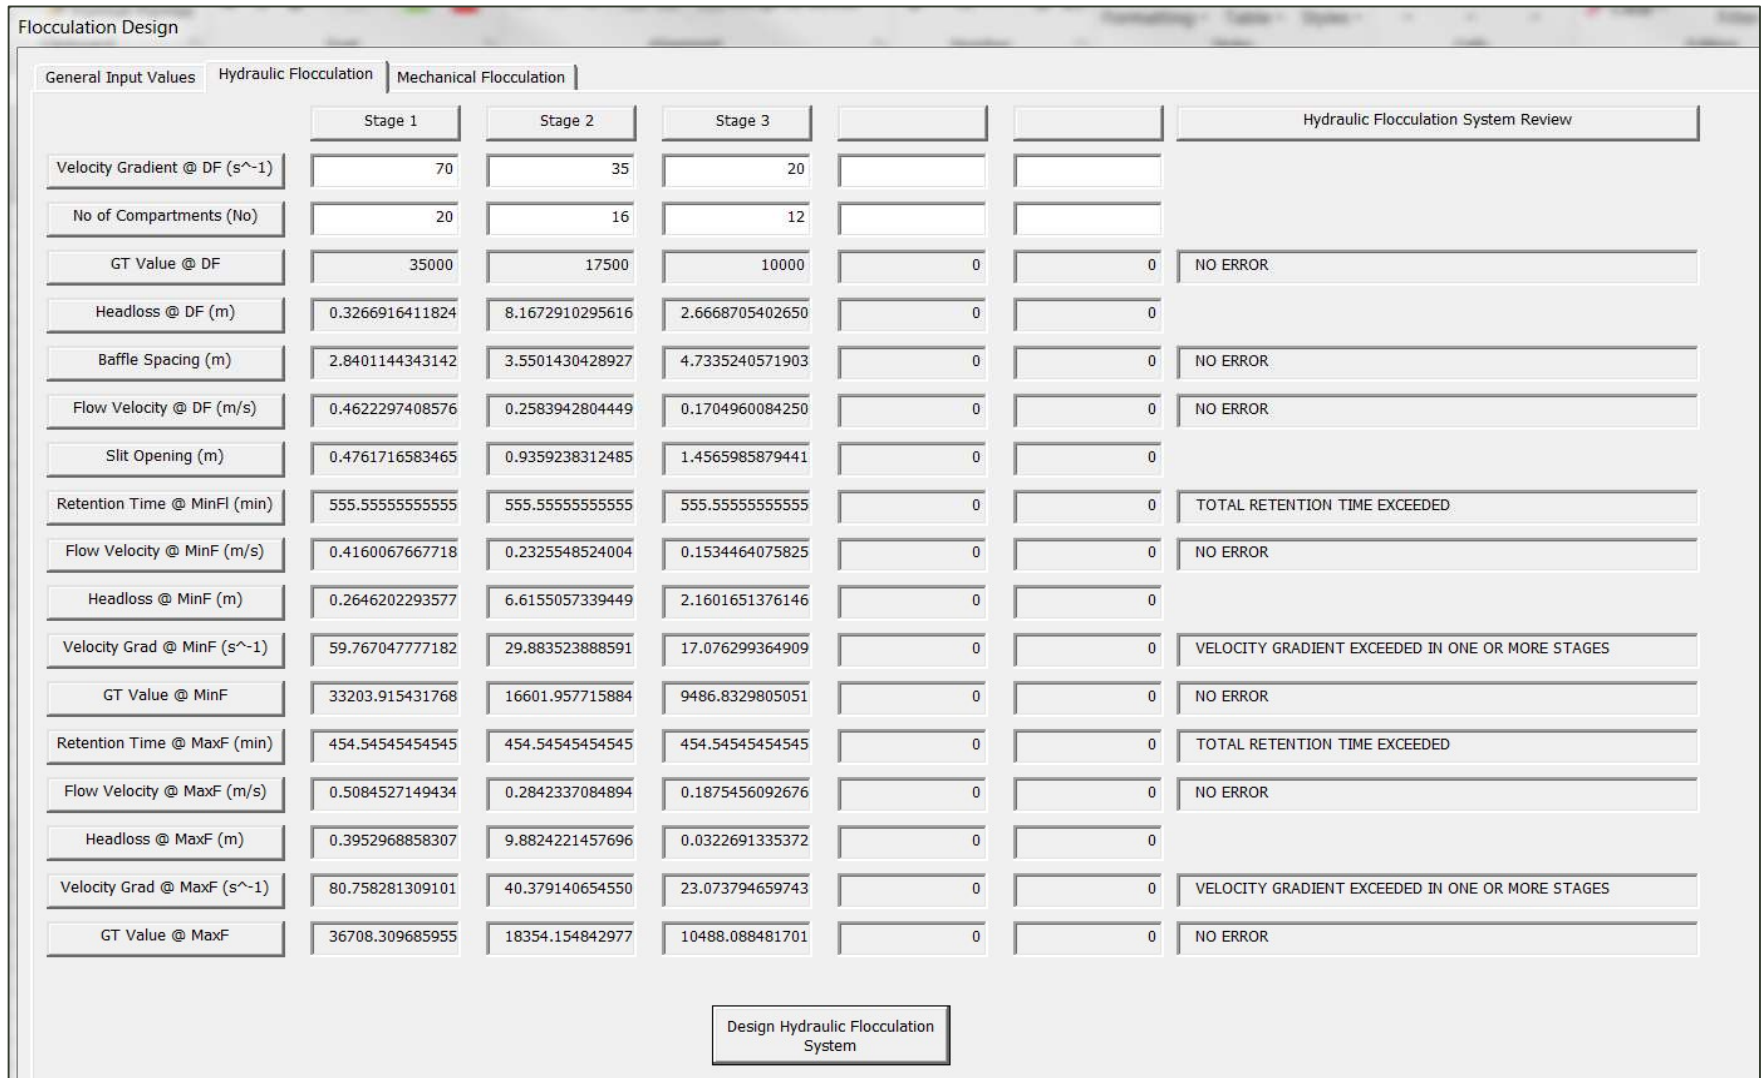 Formatting Table Styles
Flocculation Design
General Input Values Hydraulic Flocculation Mechanical Flocculation
Stage 1 Stage 2 Stage 3 Hydraulic Flocculation System Review
Velocity Gradient @ DF (s^-1) 70 35 20
No of Compartments (No) 20 16 12
GT Value @ DF 35000 17500 10000 0 0 NO ERROR
Headloss @ DF (m) 0.3266916411824 8.1672910295616 2.6668705402650 0 0
Baffle Spacing (m) 2.8401144343142 3.5501430428927 4.7335240571903 0 0 NO ERROR
Flow Velocity @ DF (m/s) 0.4622297408576 0.2583942804449 0.1704960084250 0 0 NO ERROR
Slit Opening (m) 0.4761716583465 0.9359238312485 1.4565985879441 0 0
Retention Time @ MinFl (min) 555.55555555555 555.55555555555 555.55555555555 0 0 TOTAL RETENTION TIME EXCEEDED
Flow Velocity @ MinF (m/s) 0.4160067667718 0.2325548524004 0.1534464075825 0 0 NO ERROR
Headloss @ MinF (m) 0.2646202293577 6.6155057339449 2.1601651376146 0 0
Velocity Grad @ MinF (s^-1) 59.767047777182 29.883523888591 17.076299364909 0 0 VELOCITY GRADIENT EXCEEDED IN ONE OR MORE STAGES
GT Value @ MinF 33203.915431768 16601.957715884 9486.8329805051 0 0 NO ERROR
Retention Time @ MaxF (min) 454.54545454545 454.54545454545 454.54545454545 0 0 TOTAL RETENTION TIME EXCEEDED
Flow Velocity @ MaxF (m/s) 0.5084527149434 0.2842337084894 0.1875456092676 0 0 NO ERROR
Headloss @ MaxF (m) 0.3952968858307 9.8824221457696 0.0322691335372 0 0
Velocity Grad @ MaxF (s^-1) 80.758281309101 40.379140654550 23.073794659743 0 0 VELOCITY GRADIENT EXCEEDED IN ONE OR MORE STAGES
GT Value @ MaxF 36708.309685955 18354.154842977 10488.088481701 0 0 NO ERROR
Design Hydraulic Flocculation
System